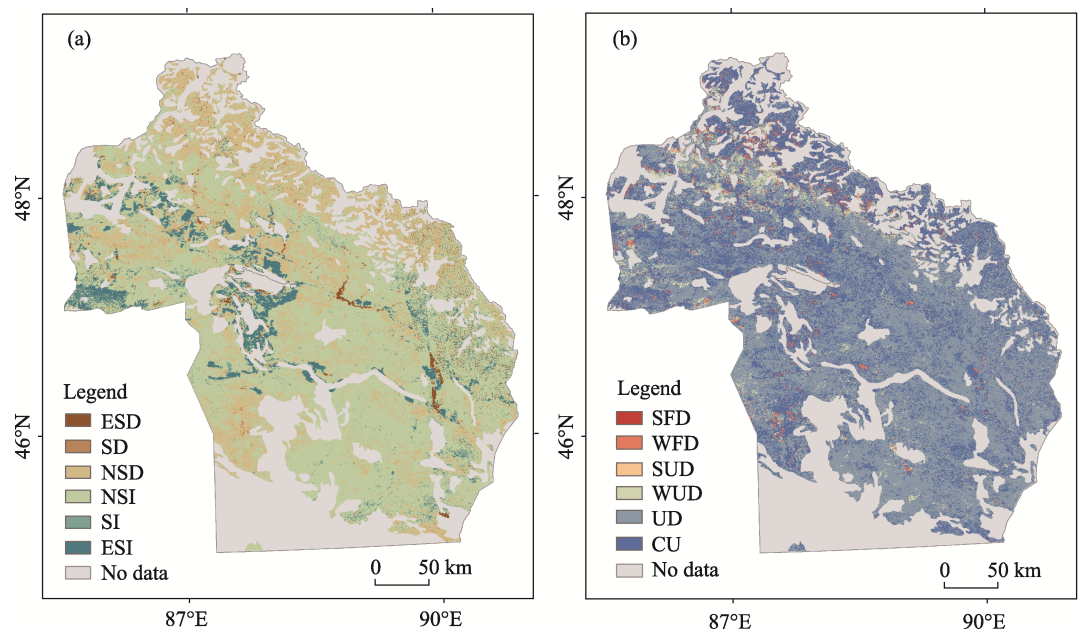 (a)
48°N
46°N
Legend
ESD
SD
NSD
NSI
SI
ESI
No data
0 50 km
87°E 90°E
(b)
48°N
46°N
Legend
SFD
WFD
SUD
WUD
UD
CU
No data
0 50 km
87°E 90°E